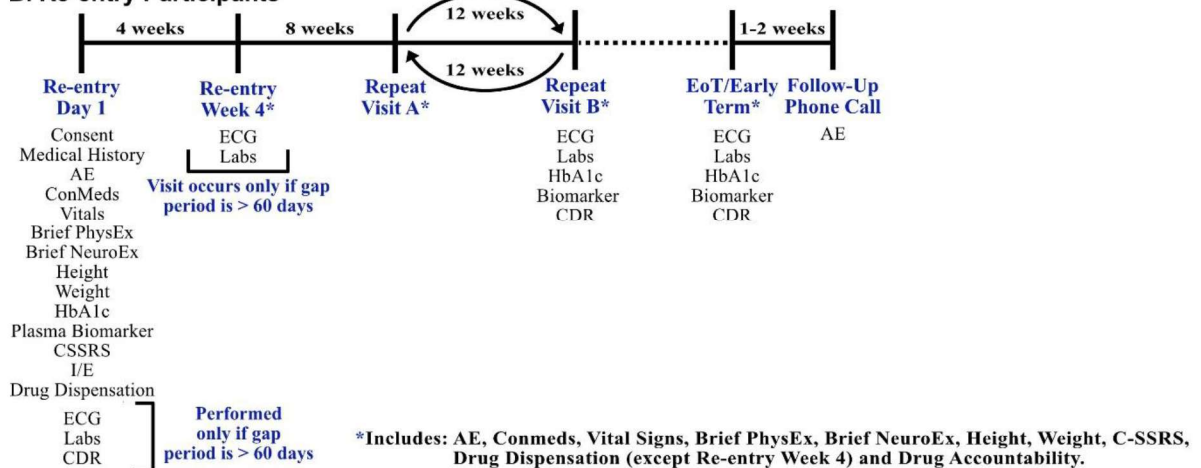 B. Re-entry Participants
4 weeks
8 weeks
12 weeks
12 weeks
1-2 weeks
Re-entry
Day 1
Consent
Medical History
AE
ConMeds
Vitals
Brief PhysEx
Brief NeuroEx
Height
Weight
HbA1c
Plasma Biomarker
CSSRS
I/E
Drug Dispensation
ECG
Labs
CDR
Performed
only if gap
period is > 60 days
Re-entry
Week 4*
ECG
Labs
Visit occurs only if gap
period is > 60 days
Repeat
Visit A*
Repeat
Visit B*
ECG
Labs
HbA1c
Biomarker
CDR
EoT/Early
Term*
ECG
Labs
HbA1c
Biomarker
CDR
Follow-Up
Phone Call
AE
*Includes: AE, Conmeds, Vital Signs, Brief PhysEx, Brief NeuroEx, Height, Weight, C-SSRS,
Drug Dispensation (except Re-entry Week 4) and Drug Accountability.